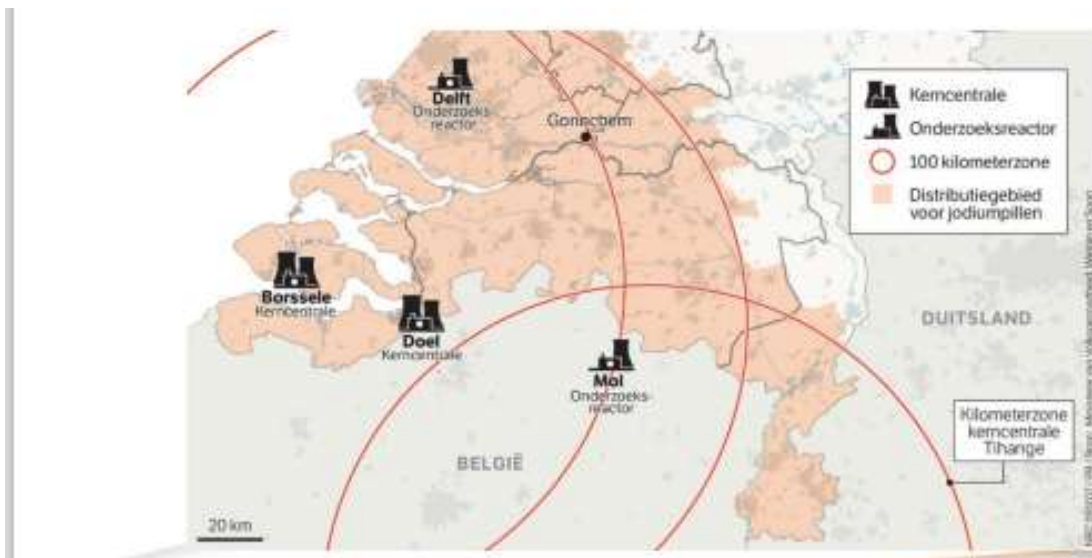 Delft
Onderzoeks-
reactor
Gorinchem
Borssele
Kerncentrale
Doel
Kerncentrale
Mol
Onderzoeks-
reactor
BELGIË
DUITSLAND
20 km
Kerncentrale
Onderzoeksreactor
100 kilometerzone
Distributiegebied
voor jodiumpillen
Kilometerzone
kerncentrale
Tihange